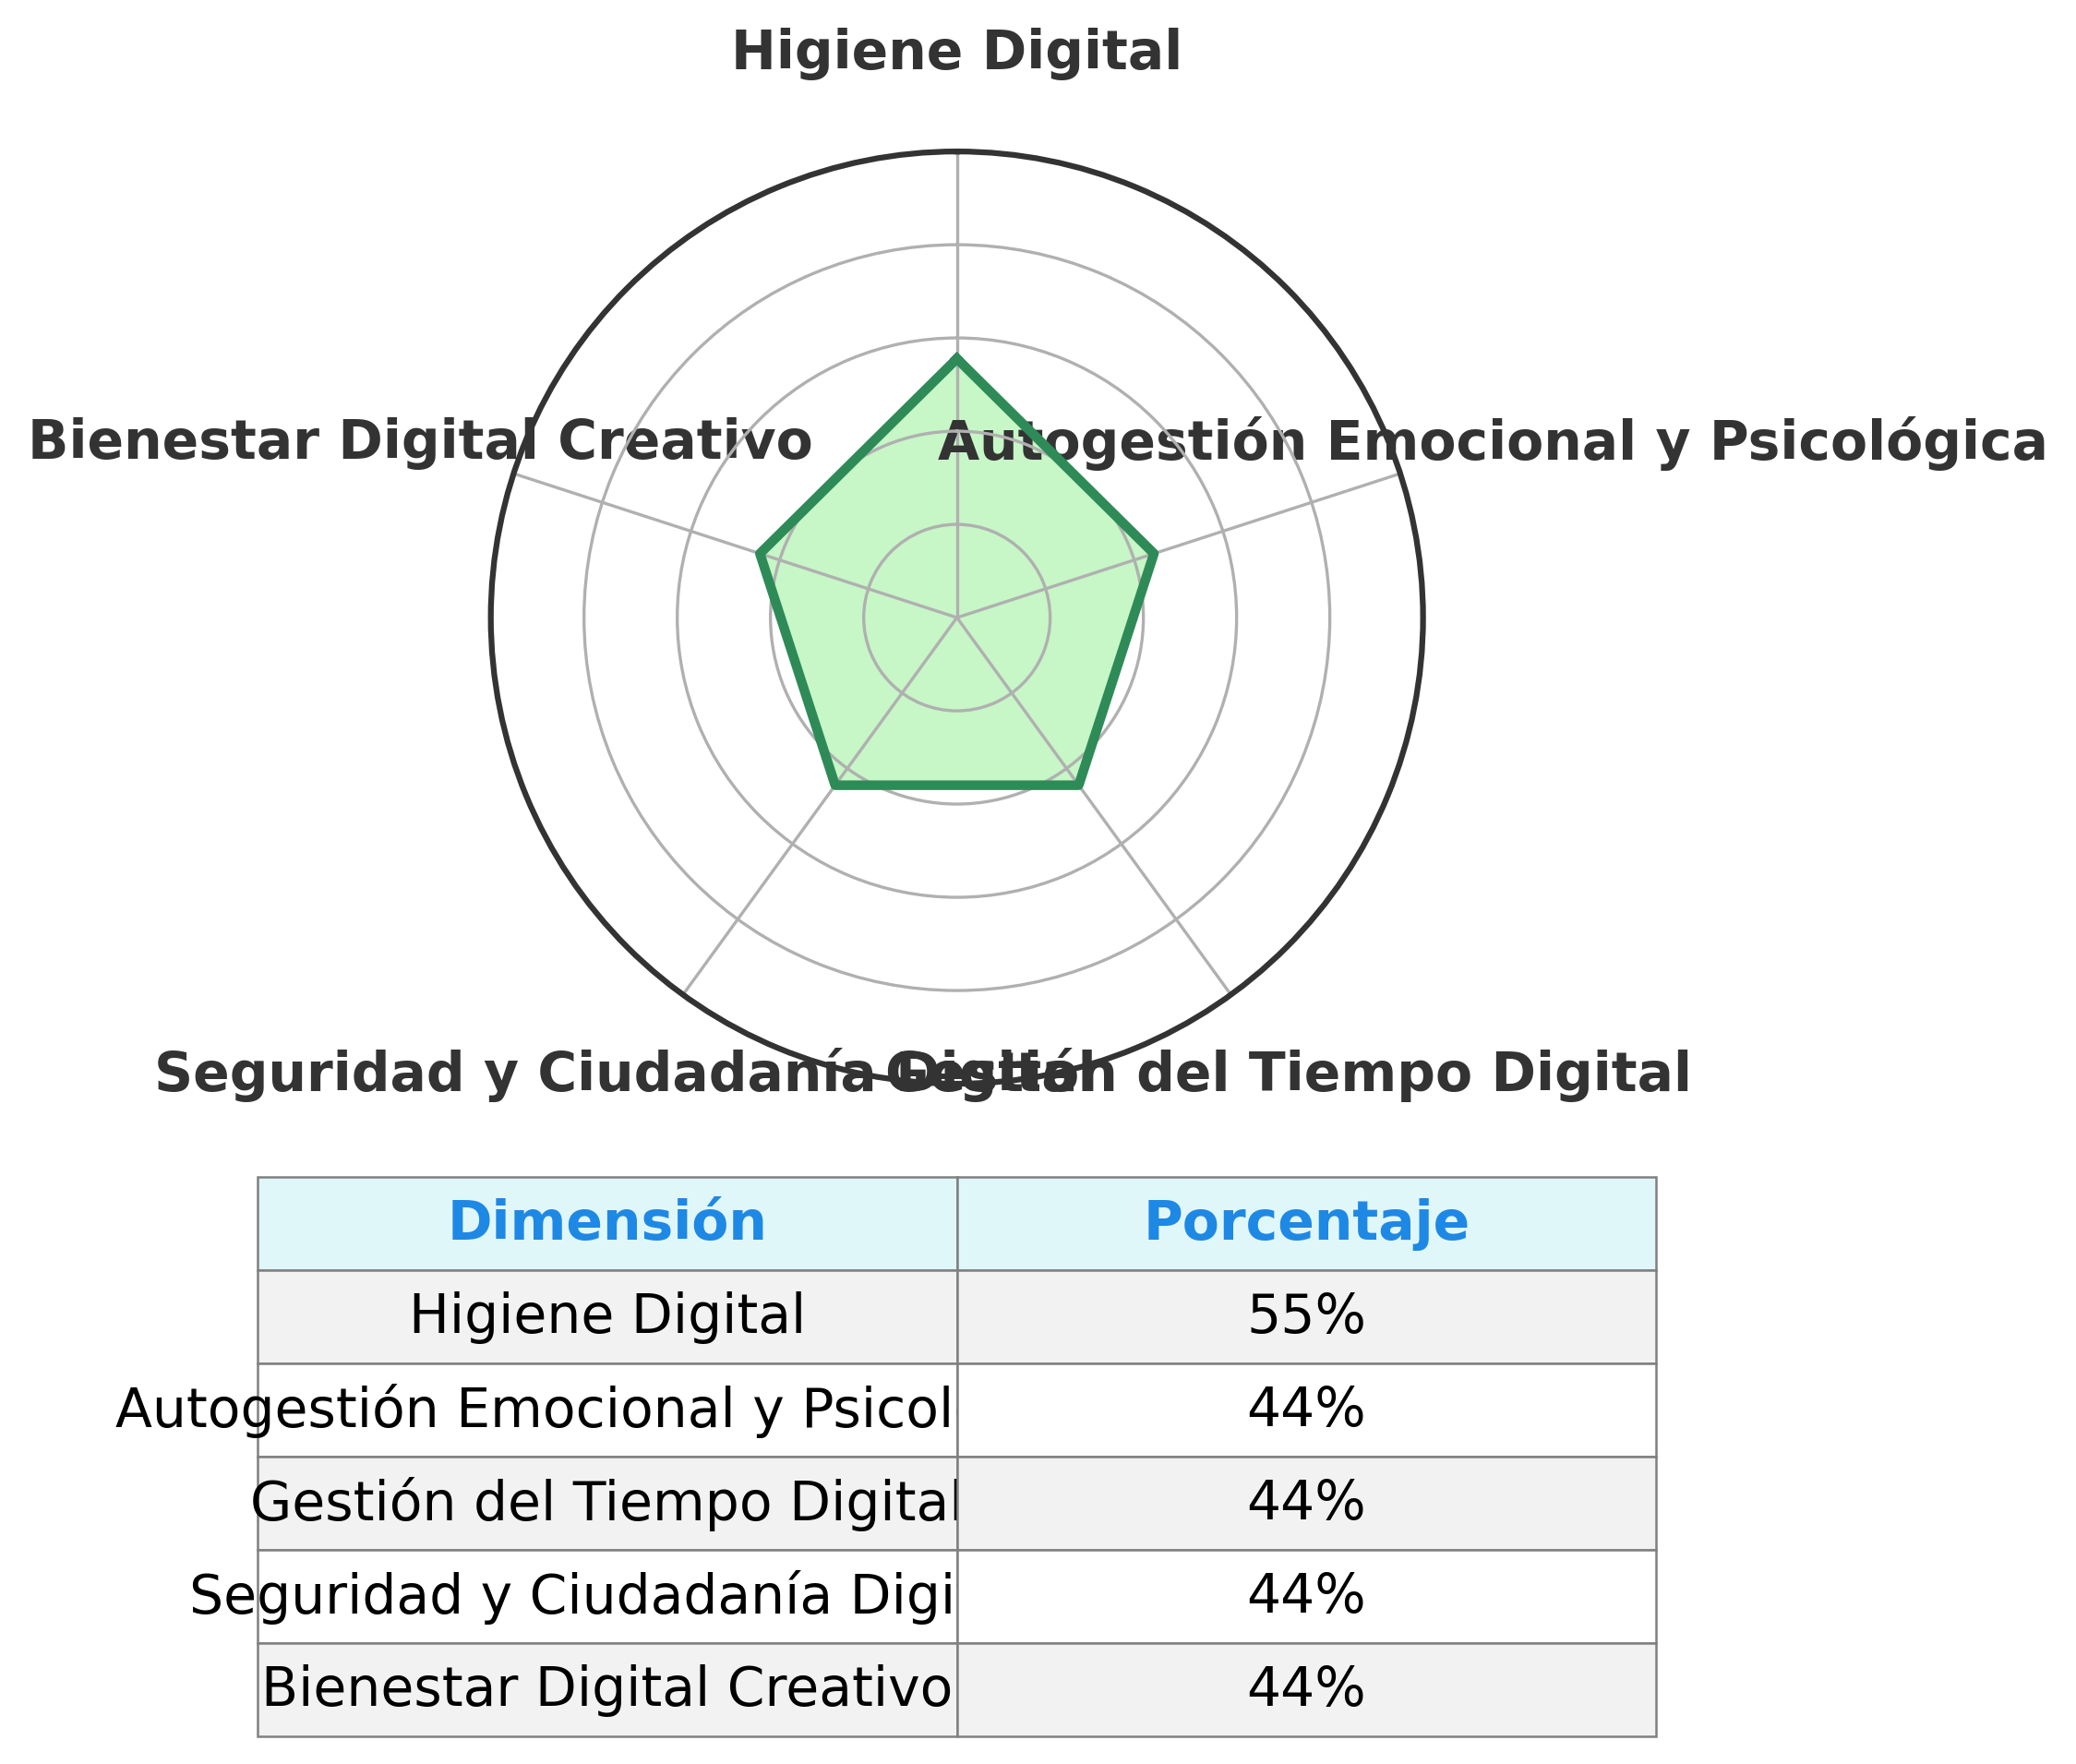 Higiene Digital
Bienestar Digital Creativo
Autogestión Emocional y Psicológica
Seguridad y Ciudadanía Digital
Gestión del Tiempo Digital
Dimensión Porcentaje
Higiene Digital 55%
Autogestión Emocional y Psicol 44%
Gestión del Tiempo Digital 44%
Seguridad y Ciudadanía Digi 44%
Bienestar Digital Creativo 44%